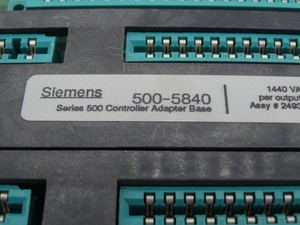 Siemens 500-5840
Series 500 Controller Adapter Base
1440 VA
per output
Assy # 2493